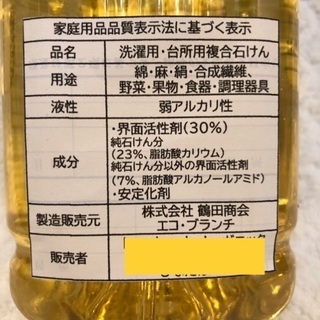 家庭用品品質表示法に基づく表示
品名 洗濯用・台所用複合石けん
用途 綿・麻・絹・合成繊維、
野菜・果物・食器・調理器具
液性 弱アルカリ性
成分 ・界面活性剤(30%)
純石けん分
(23%、脂肪酸カリウム)
純石けん分以外の界面活性剤
(7%、脂肪酸アルカノールアミド)
・安定化剤
製造販売元 株式会社 鶴田商会
エコ・ブランチ
販売者